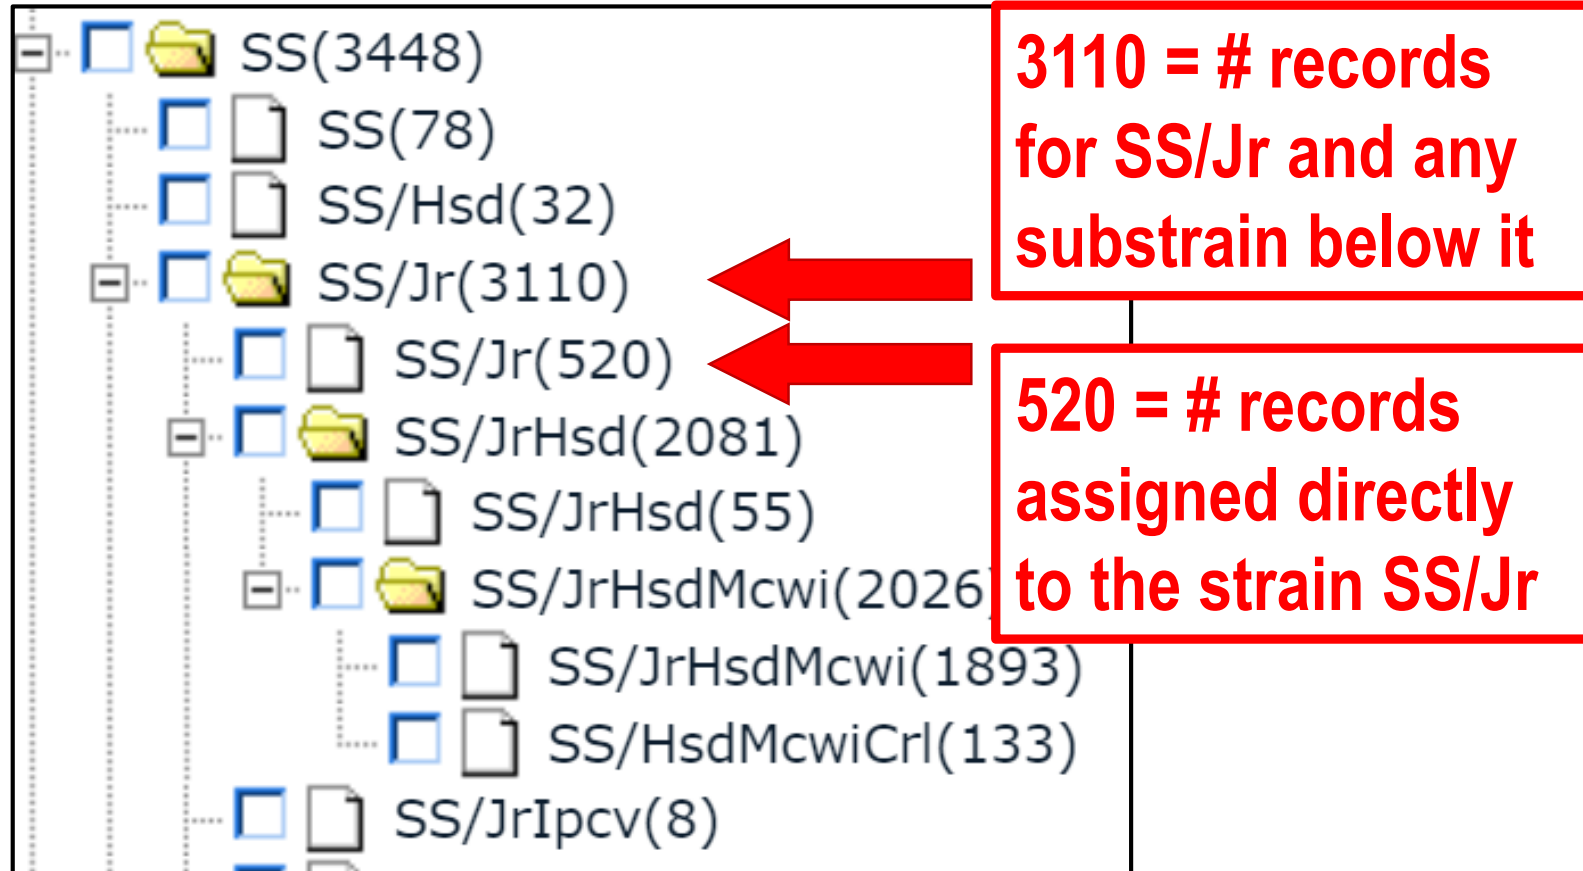 SS(3448)
SS(78)
SS/Hsd(32)
SS/Jr(3110)
SS/Jr(520)
SS/JrHsd(2081)
SS/JrHsd(55)
SS/JrHsdMcwi(2026)
SS/JrHsdMcwi(1893)
SS/HsdMcwiCrl(133)
SS/JrIpcv(8)
3110 = # records
for SS/Jr and any
substrain below it
520 = # records
assigned directly
to the strain SS/Jr